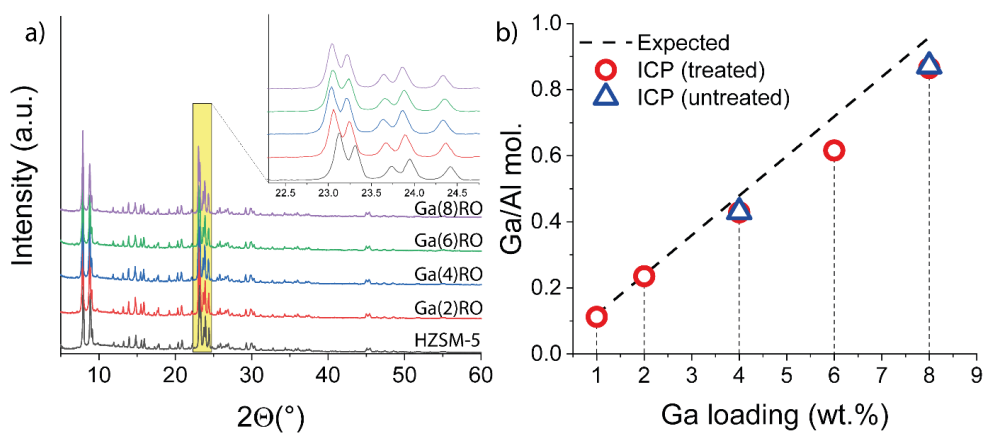 a)
Intensity (a.u.)
22.5 23.0 23.5 24.0 24.5
Ga(8)RO
Ga(6)RO
Ga(4)RO
Ga(2)RO
HZSM-5
10 20 30 40 50 60
2Θ(°)
b)
Ga/Al mol.
1.0
0.8
0.6
0.4
0.2
0.0
Expected
ICP (treated)
ICP (untreated)
1 2 3 4 5 6 7 8 9
Ga loading (wt.%)